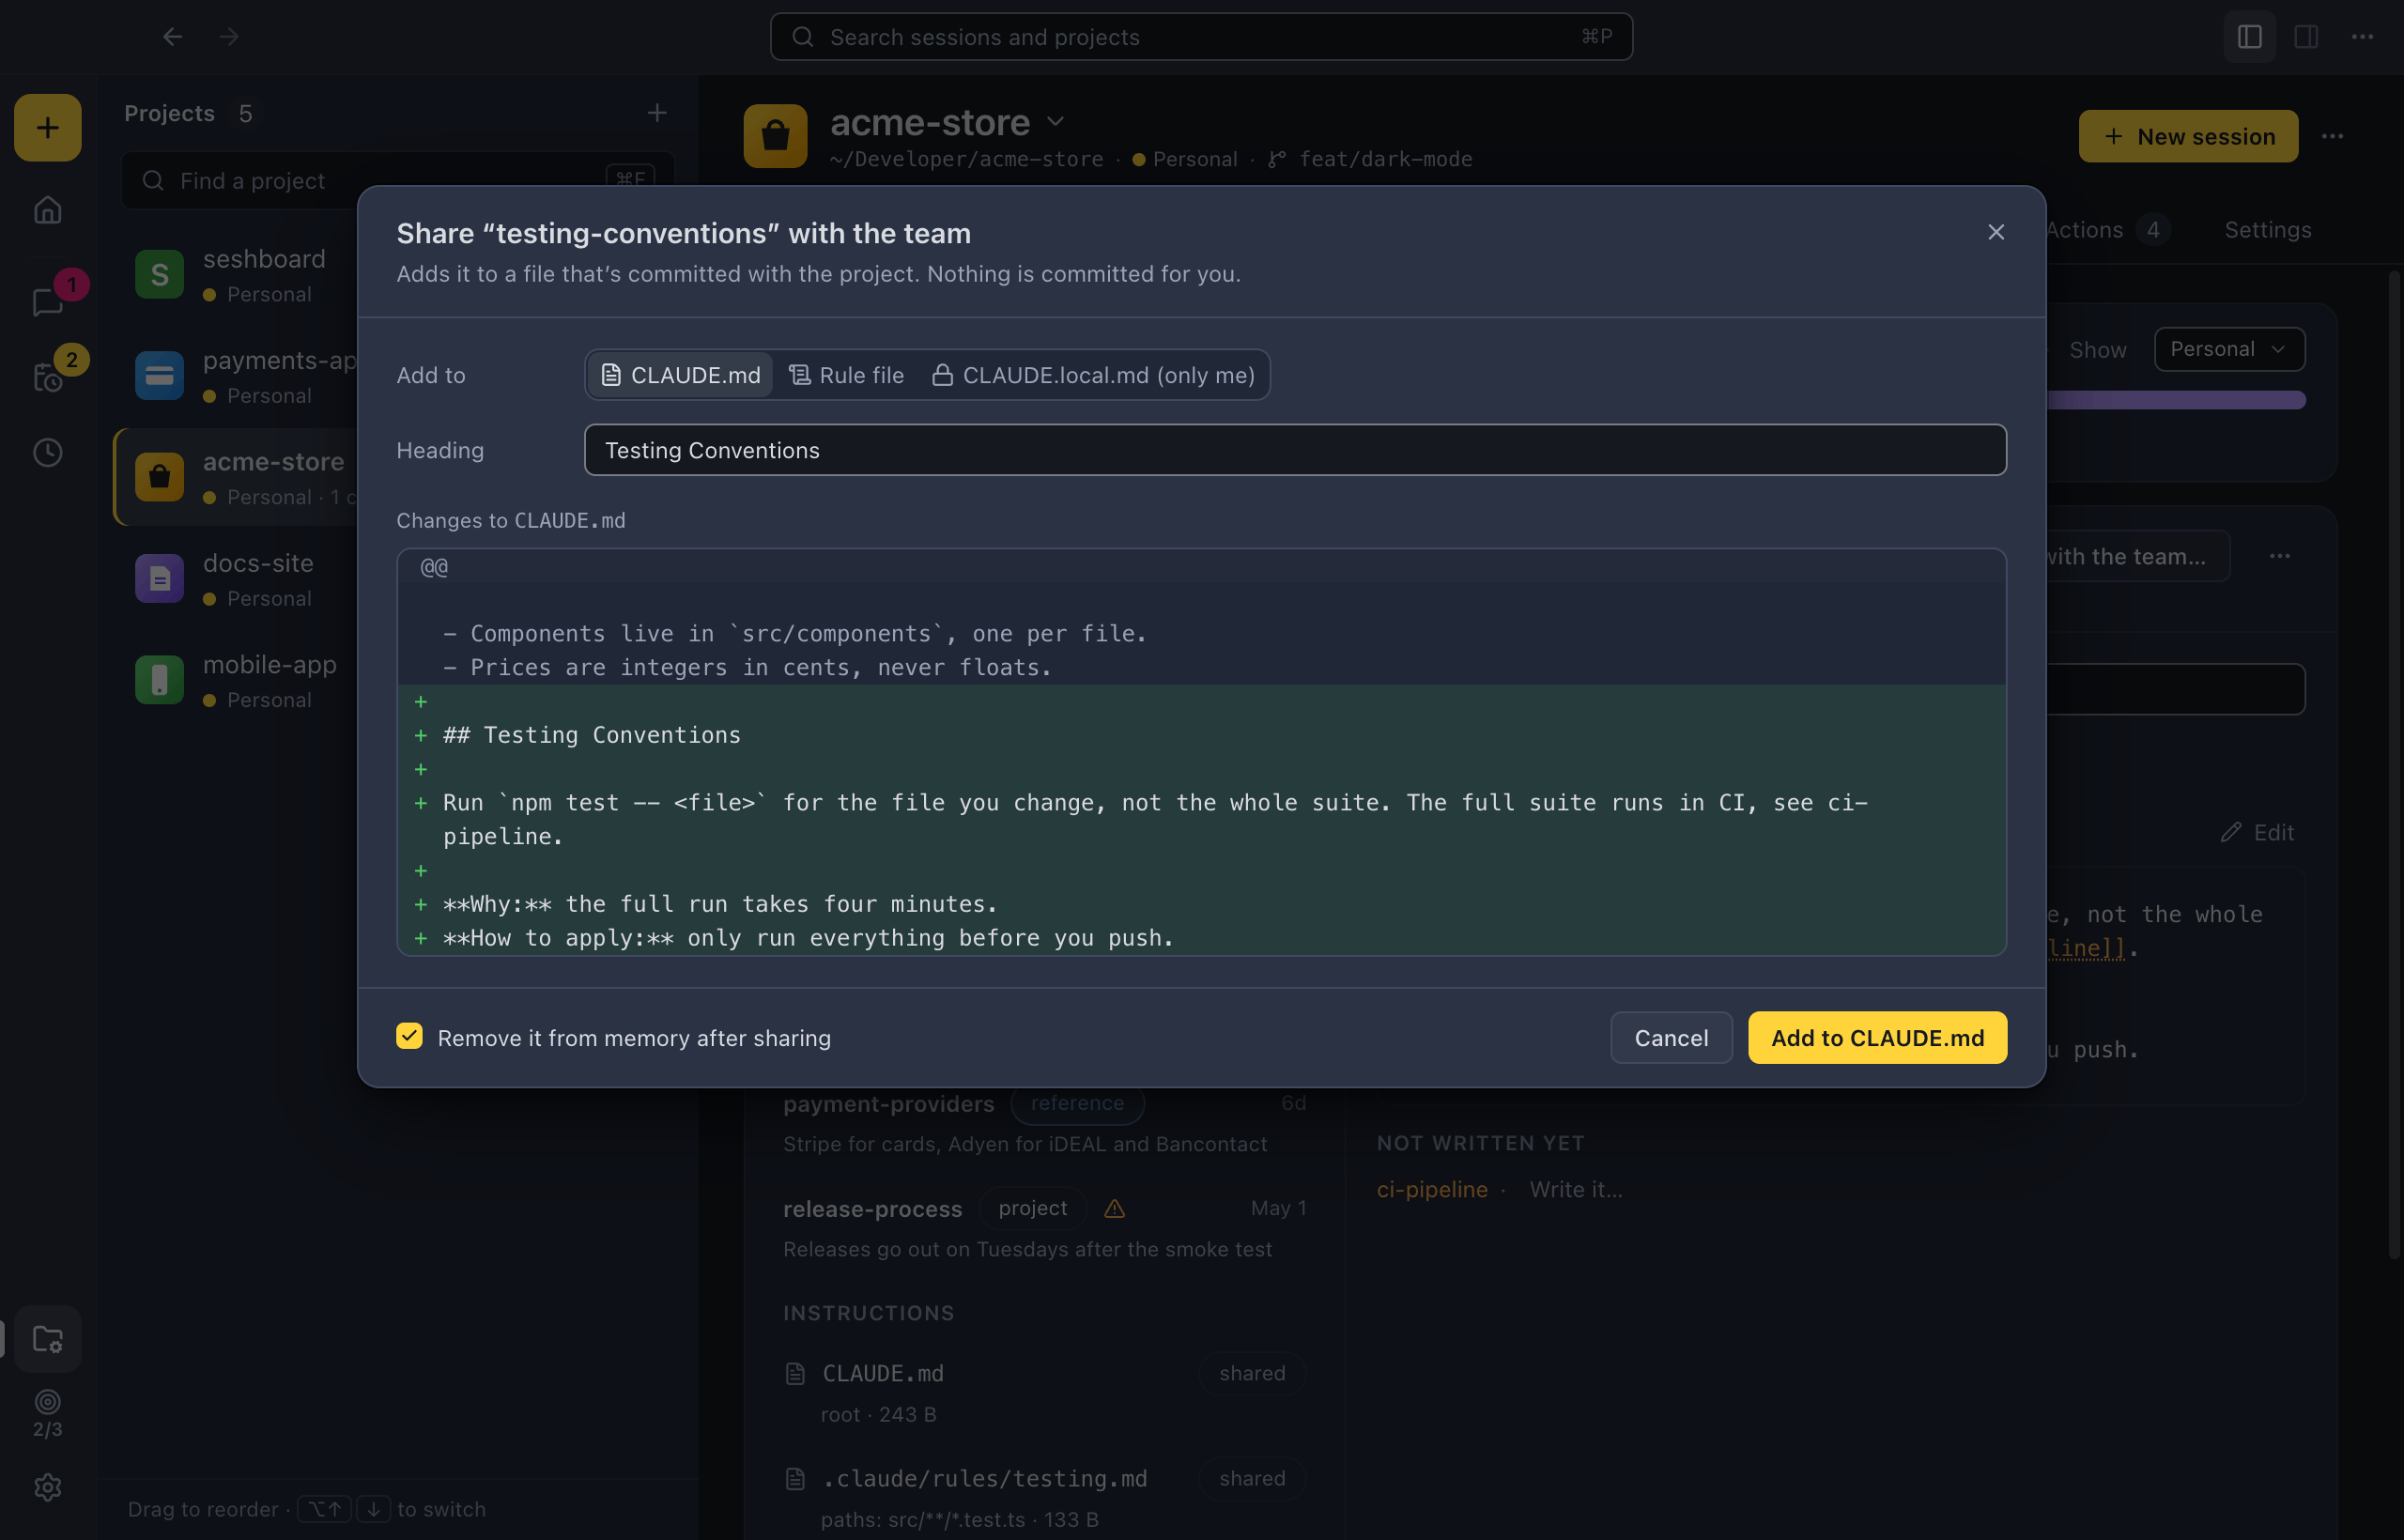 Search sessions and projects ⌘P
Projects 5
Find a project ⌘F
S seshboard
Personal
payments-ap
Personal
acme-store
Personal · 1 c
docs-site
Personal
mobile-app
Personal
1
2
2/3
Drag to reorder · ⌥↑ ↓ to switch
acme-store
~/Developer/acme-store · Personal · feat/dark-mode
+ New session
Actions 4 Settings
Show Personal
with the team...
Edit
e, not the whole
line]].
u push.
Share “testing-conventions” with the team
Adds it to a file that’s committed with the project. Nothing is committed for you.
Add to CLAUDE.md Rule file CLAUDE.local.md (only me)
Heading Testing Conventions
Changes to CLAUDE.md
@@
- Components live in `src/components`, one per file.
- Prices are integers in cents, never floats.
+
+ ## Testing Conventions
+
+ Run `npm test -- <file>` for the file you change, not the whole suite. The full suite runs in CI, see ci-
pipeline.
+
+ **Why:** the full run takes four minutes.
+ **How to apply:** only run everything before you push.
Remove it from memory after sharing
Cancel Add to CLAUDE.md
payment-providers reference 6d
Stripe for cards, Adyen for iDEAL and Bancontact
release-process project May 1
Releases go out on Tuesdays after the smoke test
INSTRUCTIONS
CLAUDE.md shared
root · 243 B
.claude/rules/testing.md shared
paths: src/**/*.test.ts · 133 B
NOT WRITTEN YET
ci-pipeline · Write it...